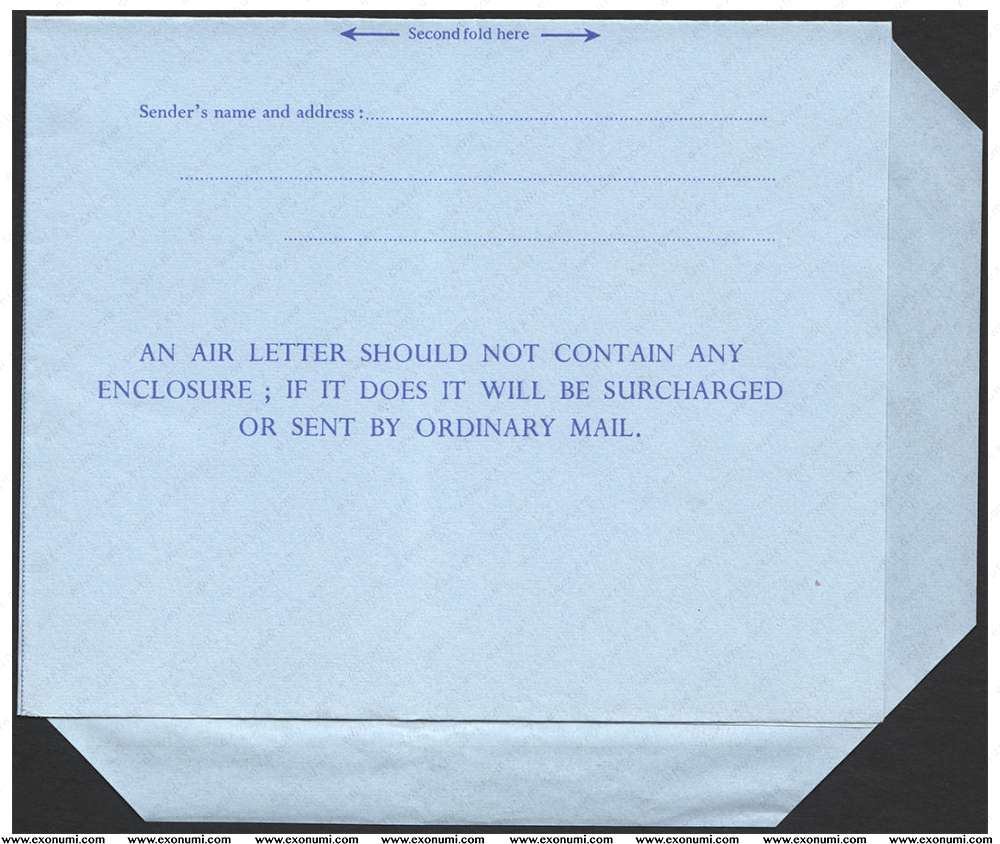 Second fold here
Sender's name and address :
AN AIR LETTER SHOULD NOT CONTAIN ANY
ENCLOSURE ; IF IT DOES IT WILL BE SURCHARGED
OR SENT BY ORDINARY MAIL.
www.exonumi.com www.exonumi.com www.exonumi.com www.exonumi.com www.exonumi.com www.exonumi.com www.exonumi.com www.exonumi.com